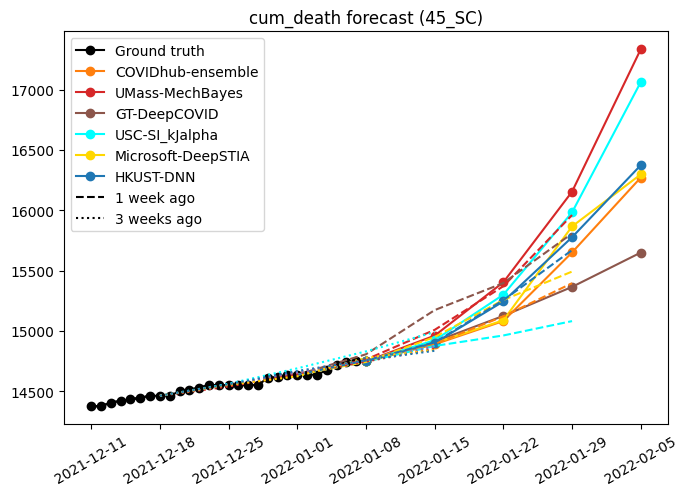 cum_death forecast (45_SC)
Ground truth
COVIDhub-ensemble
UMass-MechBayes
GT-DeepCOVID
USC-SI_kJalpha
Microsoft-DeepSTIA
HKUST-DNN
1 week ago
3 weeks ago
17000
16500
16000
15500
15000
14500
2021-12-11
2021-12-18
2021-12-25
2022-01-01
2022-01-08
2022-01-15
2022-01-22
2022-01-29
2022-02-05